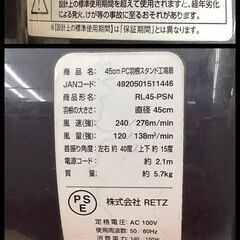 設計上の標準使用期間を超えて使用されますと、経年劣化
による発火・けが等の事故に至るおそれがあります。
※「設計上の標準使用期間」は「保証期間」とは異なります。
商品名： 45cm PC羽根スタンド工場扇
JANコード： 4920501511446
型名： RL45-PSN
羽根の大きさ： 直径 45cm
風速(強)： 240/276m/min
風量(強)： 120/138m³/min
首振り角度：左右 約 40度/上下 約 15度
電源コード： 約 2.1m
質量： 約 5.7kg
PSE 株式会社 RETZ
定格電圧： AC 100V
定格周波数： 50/60Hz